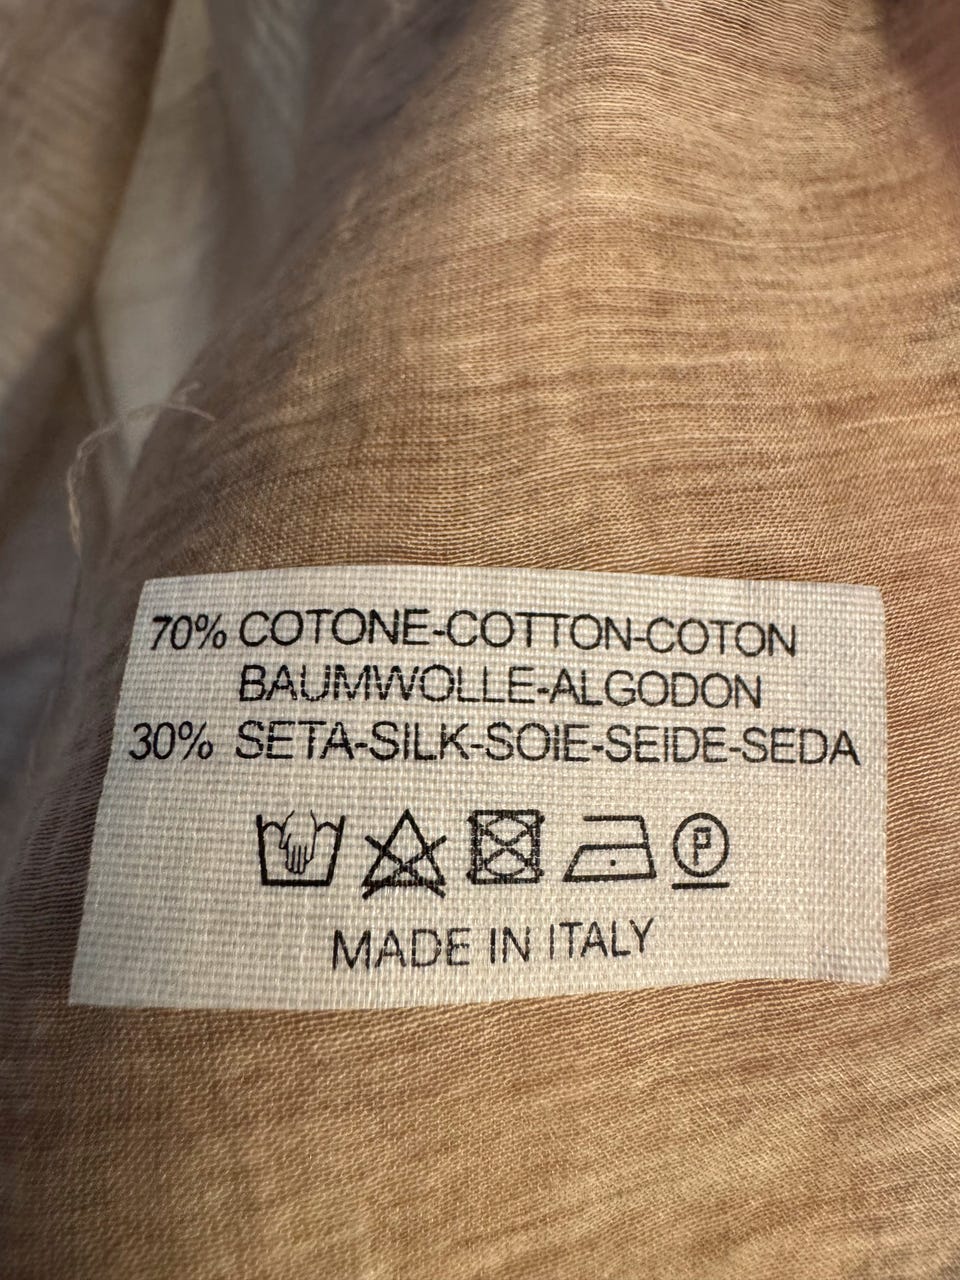 70% COTONE-COTTON-COTON
BAUMWOLLE-ALGODON
30% SETA-SILK-SOIE-SEIDE-SEDA
P
MADE IN ITALY